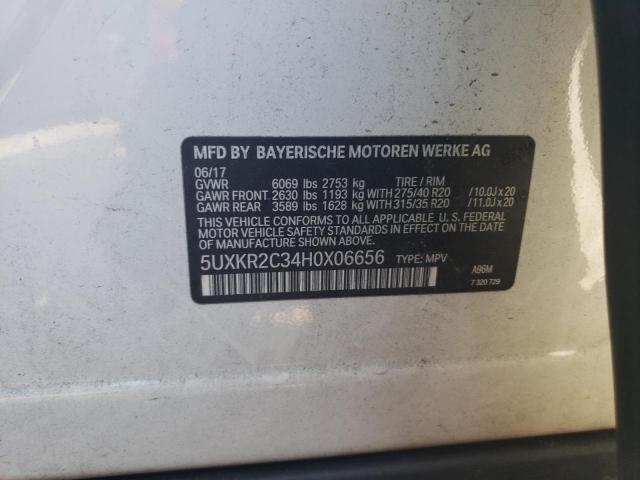 MFD BY BAYERISCHE MOTOREN WERKE AG
06/17
GVWR 6069 lbs 2753 kg TIRE / RIM
GAWR FRONT 2630 lbs 1193 kg WITH 275/40 R20 /10.0J x 20
GAWR REAR 3589 lbs 1628 kg WITH 315/35 R20 /11.0J x 20
THIS VEHICLE CONFORMS TO ALL APPLICABLE U. S. FEDERAL
MOTOR VEHICLE SAFETY STANDARDS IN EFFECT ON THE DATE
OF MANUFACTURE SHOWN ABOVE.
5UXKR2C34H0X06656 TYPE: MPV
A96M
7 320 729